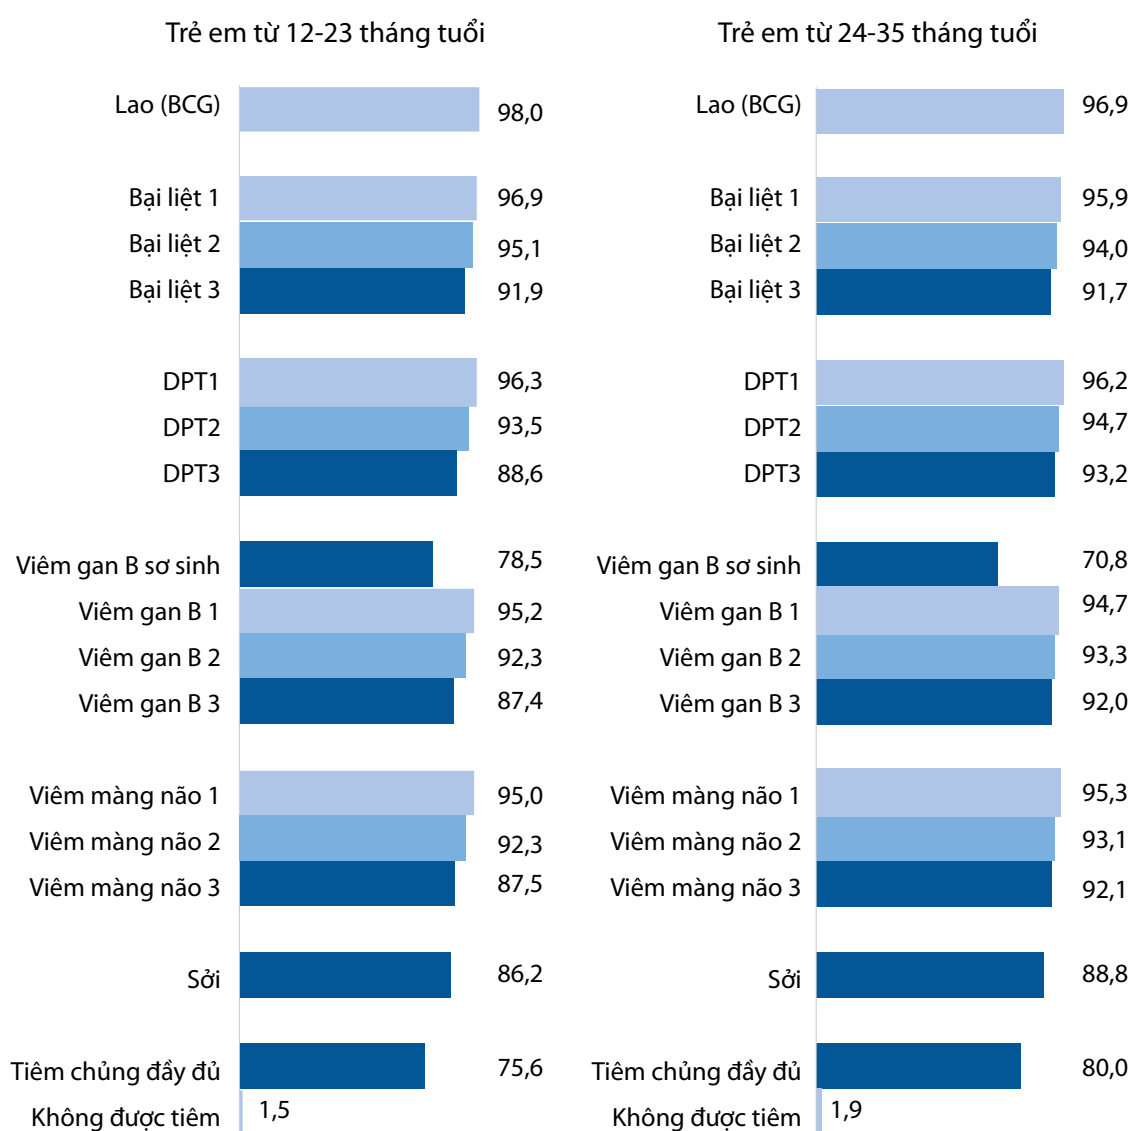 Trẻ em từ 12-23 tháng tuổi
Lao (BCG) 98,0
Bại liệt 1 96,9
Bại liệt 2 95,1
Bại liệt 3 91,9
DPT1 96,3
DPT2 93,5
DPT3 88,6
Viêm gan B sơ sinh 78,5
Viêm gan B 1 95,2
Viêm gan B 2 92,3
Viêm gan B 3 87,4
Viêm màng não 1 95,0
Viêm màng não 2 92,3
Viêm màng não 3 87,5
Sởi 86,2
Tiêm chủng đầy đủ 75,6
Không được tiêm 1,5
Trẻ em từ 24-35 tháng tuổi
Lao (BCG) 96,9
Bại liệt 1 95,9
Bại liệt 2 94,0
Bại liệt 3 91,7
DPT1 96,2
DPT2 94,7
DPT3 93,2
Viêm gan B sơ sinh 70,8
Viêm gan B 1 94,7
Viêm gan B 2 93,3
Viêm gan B 3 92,0
Viêm màng não 1 95,3
Viêm màng não 2 93,1
Viêm màng não 3 92,1
Sởi 88,8
Tiêm chủng đầy đủ 80,0
Không được tiêm 1,9